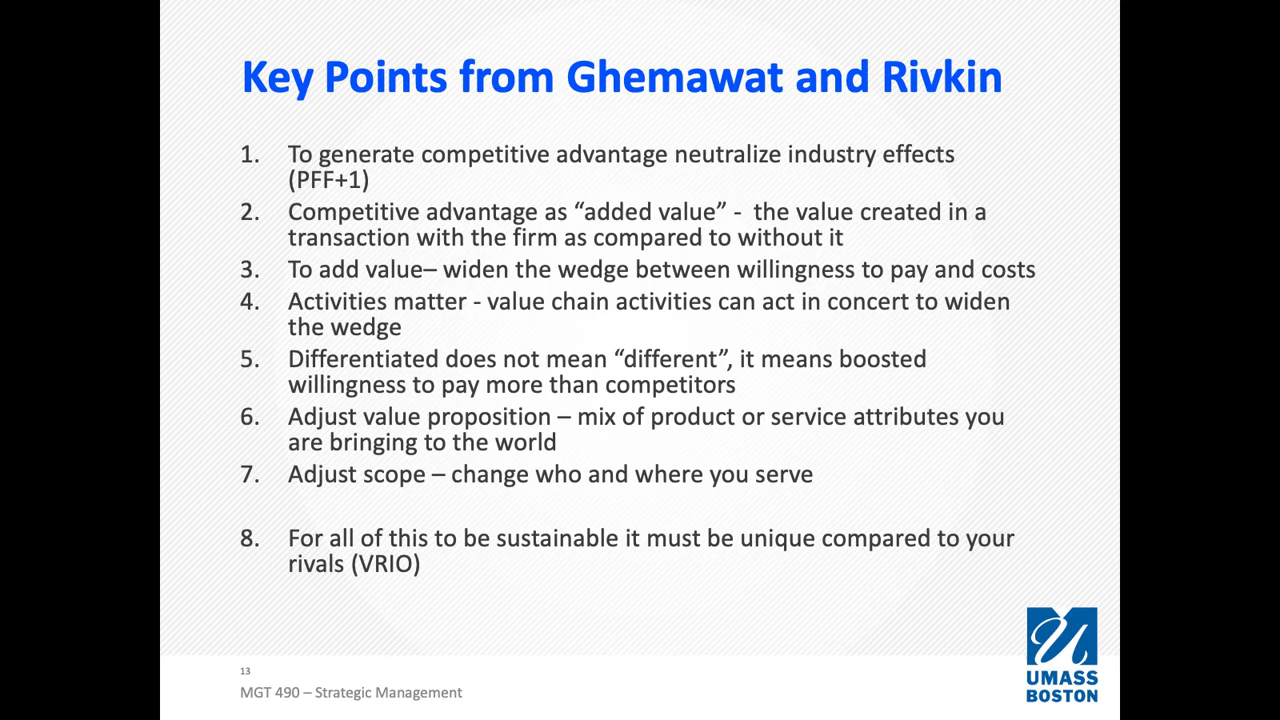 Key Points from Ghemawat and Rivkin
1. To generate competitive advantage neutralize industry effects
(PFF+1)
2. Competitive advantage as “added value” -  the value created in a
transaction with the firm as compared to without it
3. To add value– widen the wedge between willingness to pay and costs
4. Activities matter - value chain activities can act in concert to widen
the wedge
5. Differentiated does not mean “different”, it means boosted
willingness to pay more than competitors
6. Adjust value proposition – mix of product or service attributes you
are bringing to the world
7. Adjust scope – change who and where you serve
8. For all of this to be sustainable it must be unique compared to your
rivals (VRIO)
13
MGT 490 – Strategic Management
UMASS
BOSTON